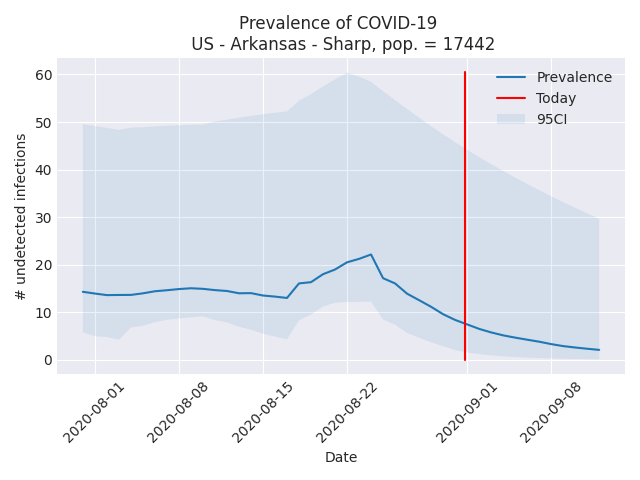 Prevalence of COVID-19
US - Arkansas - Sharp, pop. = 17442
# undetected infections
60
50
40
30
20
10
0
Prevalence
Today
95CI
2020-08-01
2020-08-08
2020-08-15
2020-08-22
2020-09-01
2020-09-08
Date